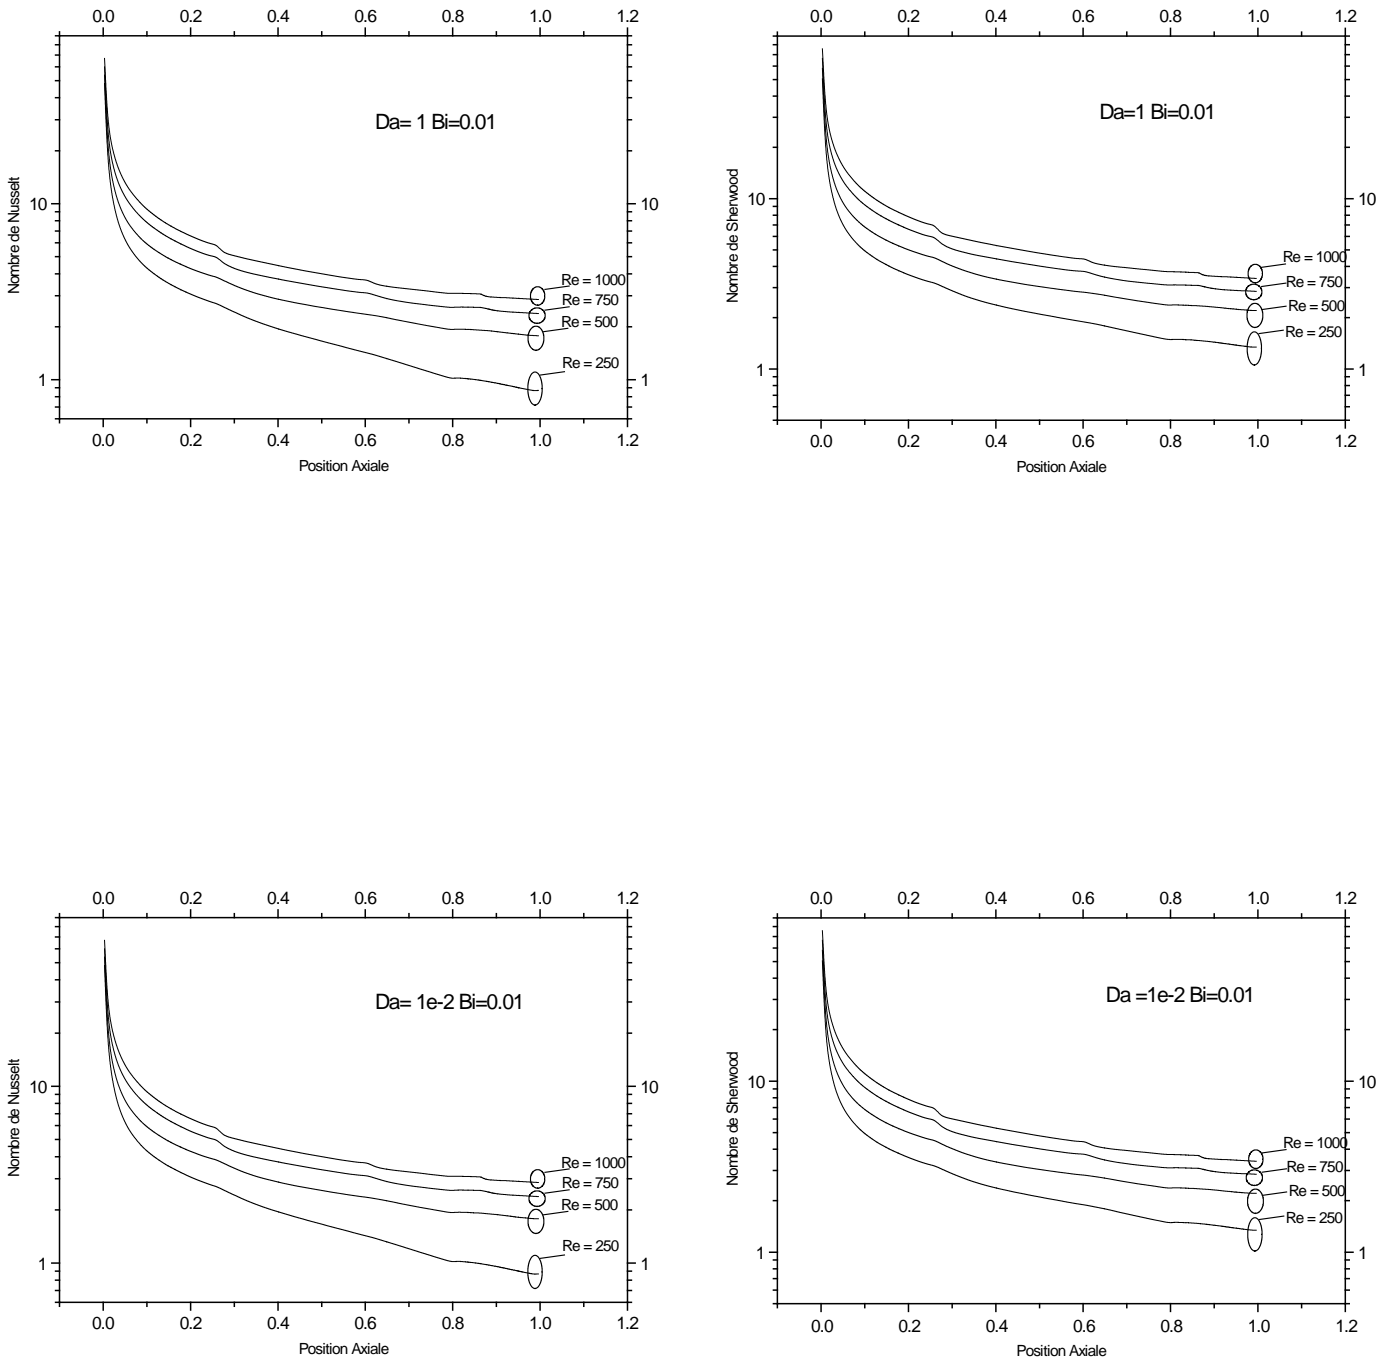 0.0 0.2 0.4 0.6 0.8 1.0 1.2
Da= 1 Bi=0.01
Nombre de Nusselt
10 10
1 1
Re = 1000
Re = 750
Re = 500
Re = 250
0.0 0.2 0.4 0.6 0.8 1.0 1.2
Position Axiale
0.0 0.2 0.4 0.6 0.8 1.0 1.2
Da=1 Bi=0.01
Nombre de Sherwood
10 10
1 1
Re = 1000
Re = 750
Re = 500
Re = 250
0.0 0.2 0.4 0.6 0.8 1.0 1.2
Position Axiale
0.0 0.2 0.4 0.6 0.8 1.0 1.2
Da= 1e-2 Bi=0.01
Nombre de Nusselt
10 10
1 1
Re = 1000
Re = 750
Re = 500
Re = 250
0.0 0.2 0.4 0.6 0.8 1.0 1.2
Position Axiale
0.0 0.2 0.4 0.6 0.8 1.0 1.2
Da =1e-2 Bi=0.01
Nombre de Sherwood
10 10
1 1
Re = 1000
Re = 750
Re = 500
Re = 250
0.0 0.2 0.4 0.6 0.8 1.0 1.2
Position Axiale